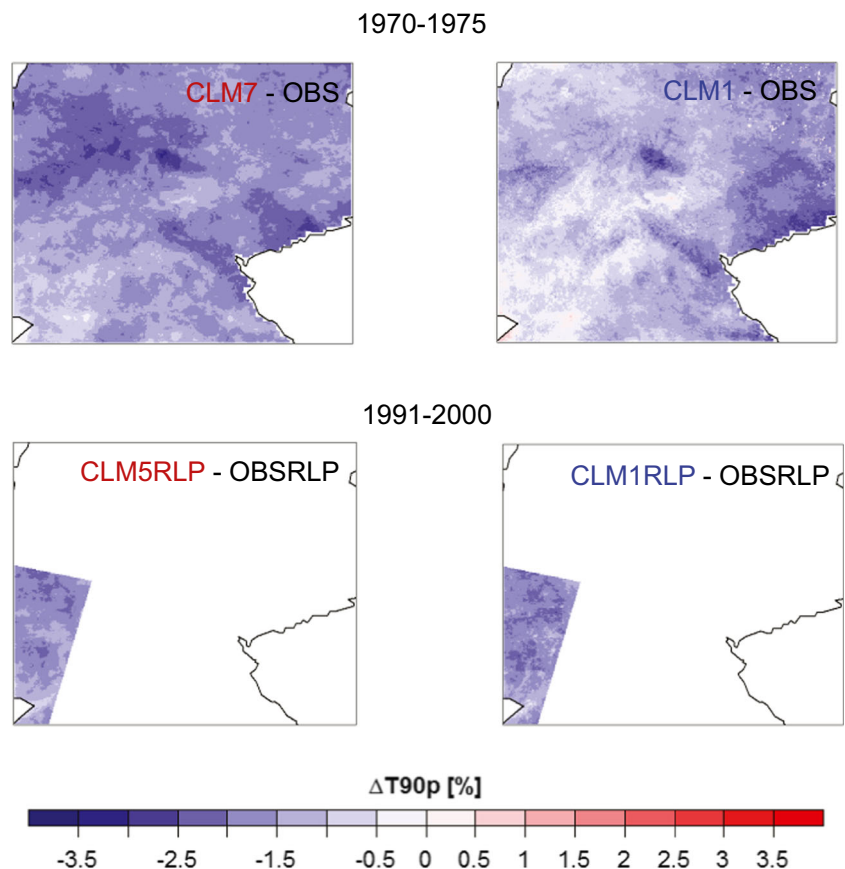 1970-1975
CLM7 - OBS
CLM1 - OBS
1991-2000
CLM5RLP - OBSRLP
CLM1RLP - OBSRLP
ΔT90p [%]
-3.5 -2.5 -1.5 -0.5 0 0.5 1 1.5 2 2.5 3 3.5